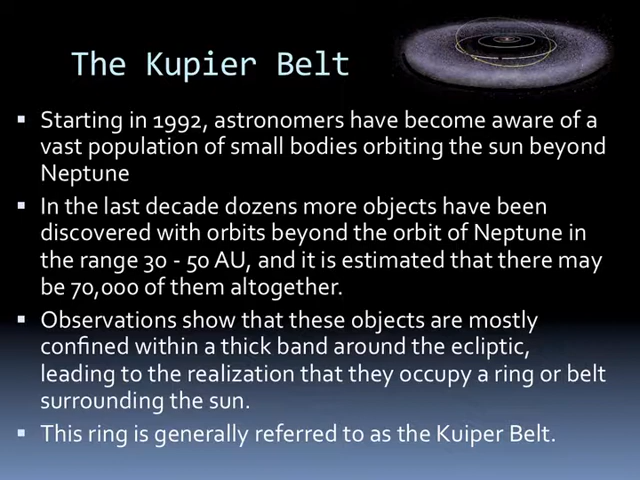 The Kupier Belt
▪ Starting in 1992, astronomers have become aware of a
vast population of small bodies orbiting the sun beyond
Neptune
▪ In the last decade dozens more objects have been
discovered with orbits beyond the orbit of Neptune in
the range 30 - 50 AU, and it is estimated that there may
be 70,000 of them altogether.
▪ Observations show that these objects are mostly
confined within a thick band around the ecliptic,
leading to the realization that they occupy a ring or belt
surrounding the sun.
▪ This ring is generally referred to as the Kuiper Belt.